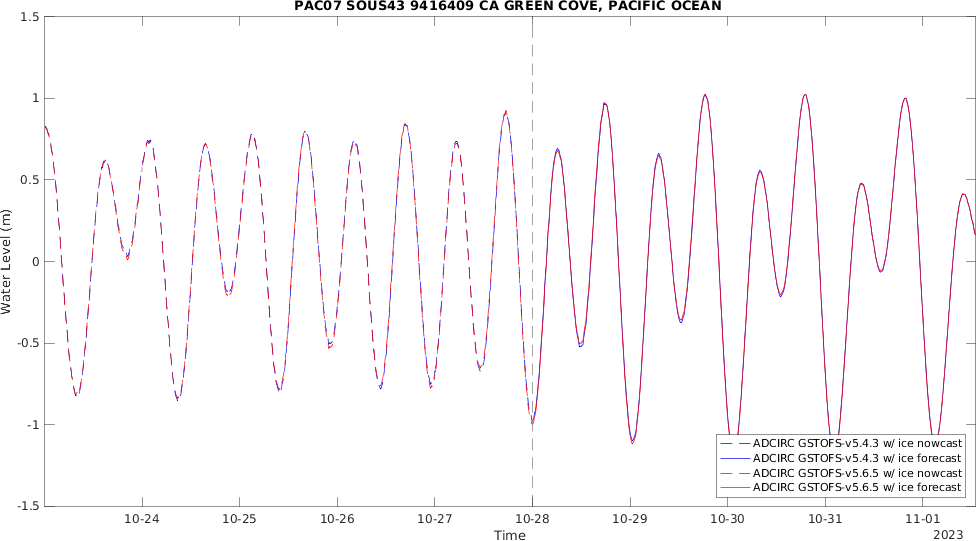 PAC07 SOUS43 9416409 CA GREEN COVE, PACIFIC OCEAN
1.5
1
0.5
0
-0.5
-1
-1.5
Water Level (m)
10-24 10-25 10-26 10-27 10-28 10-29 10-30 10-31 11-01
Time
2023
ADCIRC GSTOFS-v5.4.3 w/ ice nowcast
ADCIRC GSTOFS-v5.4.3 w/ ice forecast
ADCIRC GSTOFS-v5.6.5 w/ ice nowcast
ADCIRC GSTOFS-v5.6.5 w/ ice forecast